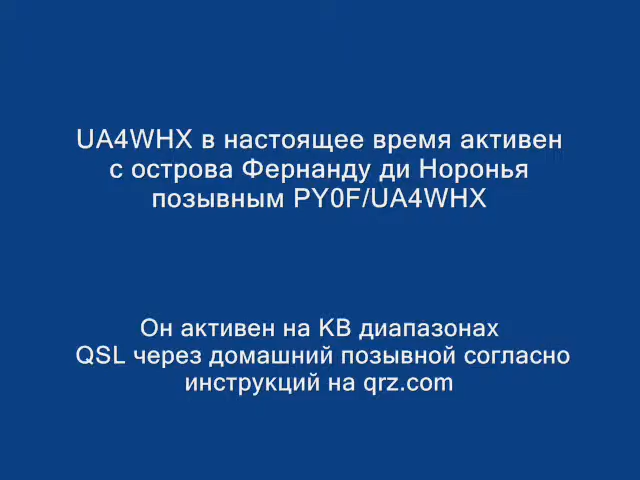 UA4WHX в настоящее время активен
с острова Фернанду ди Норонья
позывным PY0F/UA4WHX
Он активен на КВ диапазонах
QSL через домашний позывной согласно
инструкций на qrz.com